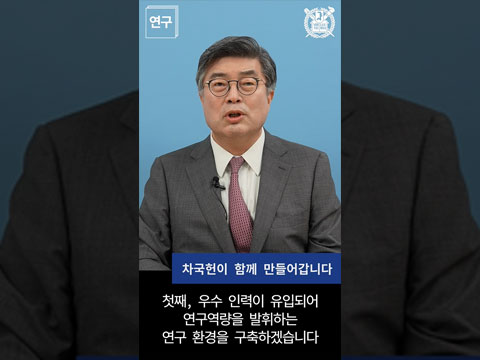 연구
차국헌이 함께 만들어갑니다
첫째, 우수 인력이 유입되어
연구역량을 발휘하는
연구 환경을 구축하겠습니다